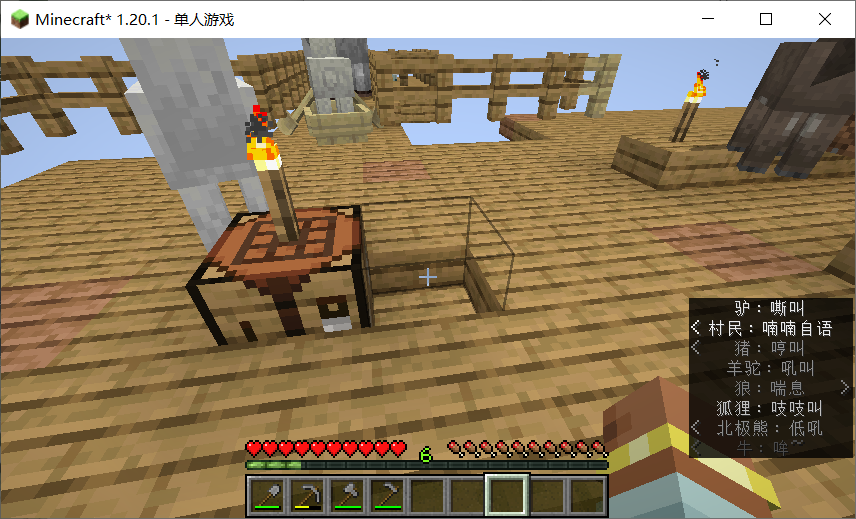 Minecraft* 1.20.1 - 单人游戏
驴：嘶叫
< 村民：喃喃自语
< 猪：哼叫
羊驼：吼叫
狼：喘息 >
狐狸：吱吱叫
< 北极熊：低吼
< 牛：哞~
6